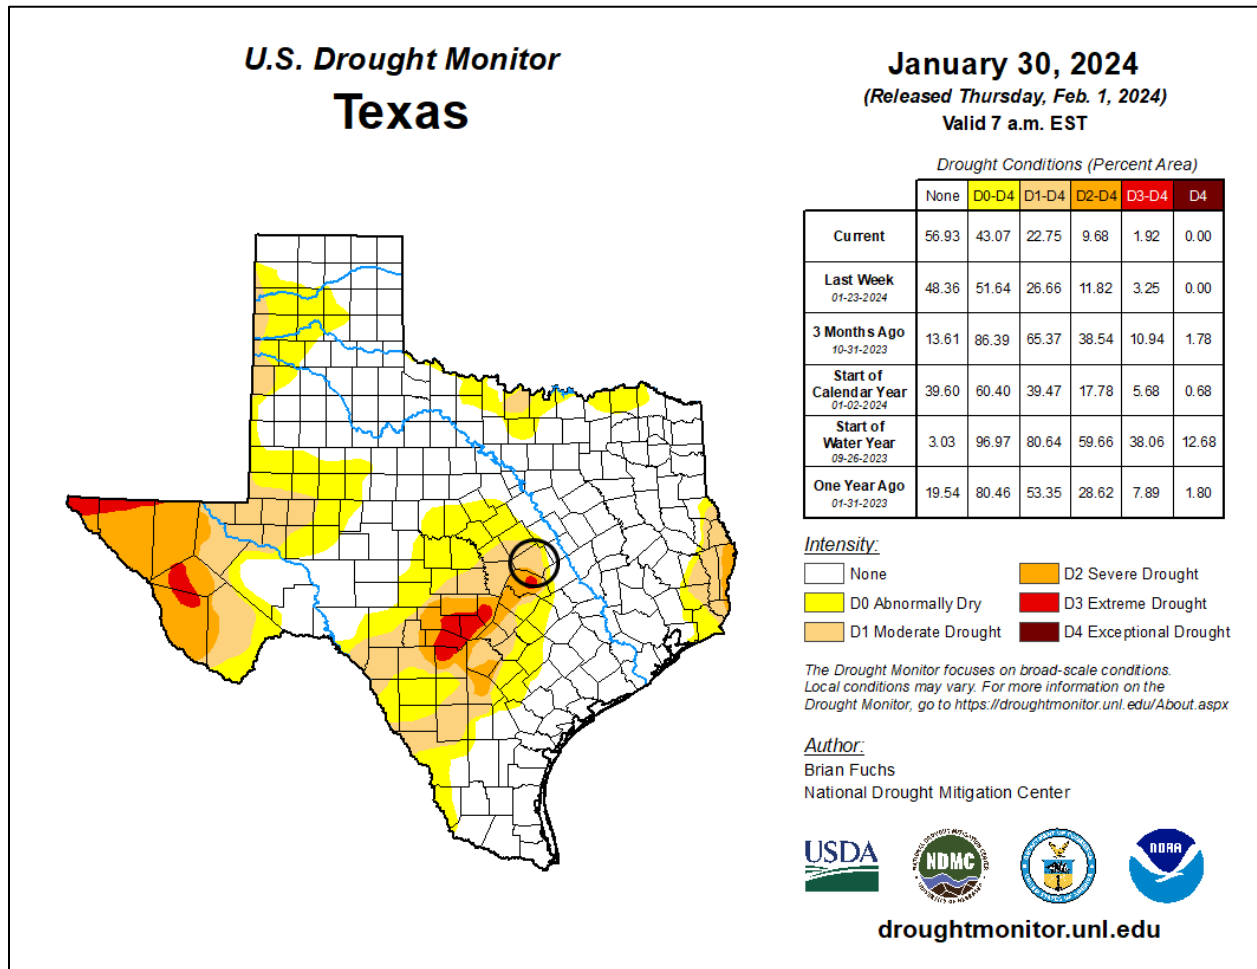 U.S. Drought Monitor
Texas
January 30, 2024
(Released Thursday, Feb. 1, 2024)
Valid 7 a.m. EST
Drought Conditions (Percent Area)
None D0-D4 D1-D4 D2-D4 D3-D4 D4
Current 56.93 43.07 22.75 9.68 1.92 0.00
Last Week
01-23-2024 48.36 51.64 26.66 11.82 3.25 0.00
3 Months Ago
10-31-2023 13.61 86.39 65.37 38.54 10.94 1.78
Start of
Calendar Year
01-02-2024 39.60 60.40 39.47 17.78 5.68 0.68
Start of
Water Year
09-26-2023 3.03 96.97 80.64 59.66 38.06 12.68
One Year Ago
01-31-2023 19.54 80.46 53.35 28.62 7.89 1.80
Intensity:
None
D0 Abnormally Dry
D1 Moderate Drought
D2 Severe Drought
D3 Extreme Drought
D4 Exceptional Drought
The Drought Monitor focuses on broad-scale conditions.
Local conditions may vary. For more information on the
Drought Monitor, go to https://droughtmonitor.unl.edu/About.aspx
Author:
Brian Fuchs
National Drought Mitigation Center
USDA
NDMC
NOAA
droughtmonitor.unl.edu